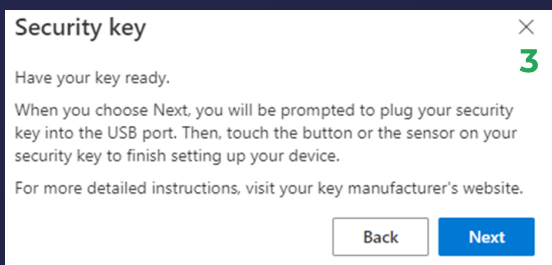 Security key
3
Have your key ready.
When you choose Next, you will be prompted to plug your security
key into the USB port. Then, touch the button or the sensor on your
security key to finish setting up your device.
For more detailed instructions, visit your key manufacturer's website.
Back
Next